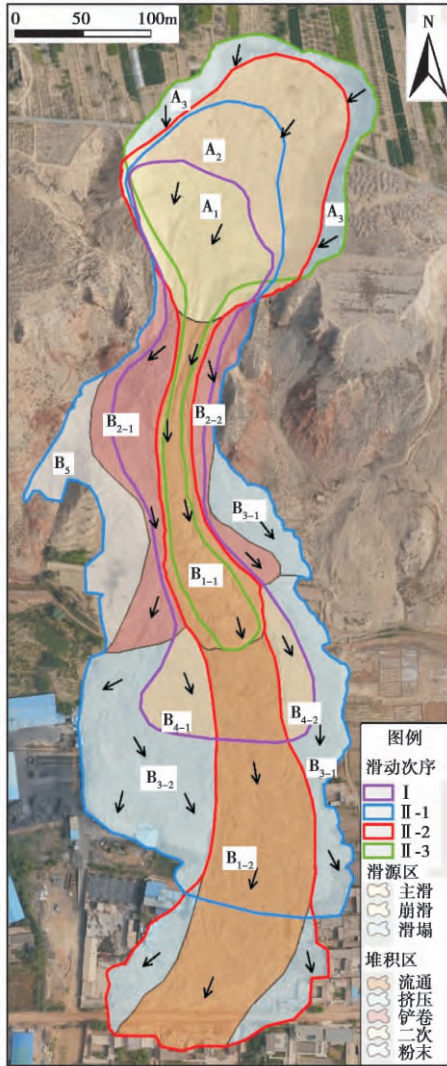 0 50 100m
N
A₃
A₂
A₁
A₃
B₂₋₁
B₂₋₂
B₅
B₃₋₁
B₁₋₁
B₄₋₁
B₄₋₂
B₃₋₂
B₃₋₁
B₁₋₂
图例
滑动次序
I
II-1
II-2
II-3
滑源区
主滑
崩滑
滑塌
堆积区
流通
挤压
铲卷
二次
粉末